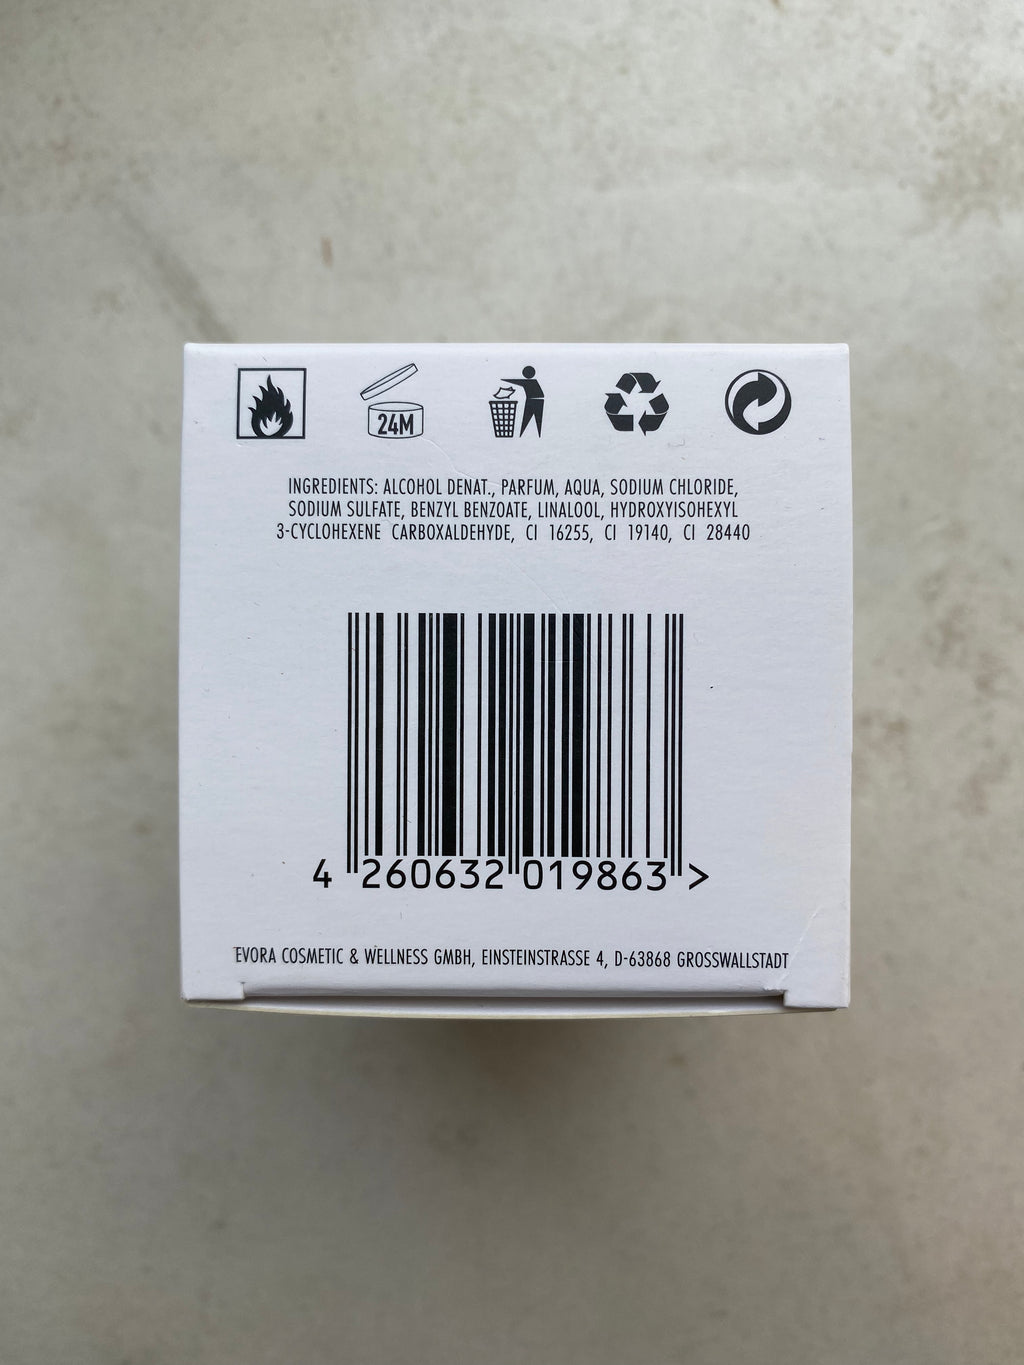 24M
INGREDIENTS: ALCOHOL DENAT., PARFUM, AQUA, SODIUM CHLORIDE,
SODIUM SULFATE, BENZYL BENZOATE, LINALOOL, HYDROXYISOHEXYL
3-CYCLOHEXENE CARBOXALDEHYDE, CI 16255, CI 19140, CI 28440
4 260632 019863 >
EVORA COSMETIC & WELLNESS GMBH, EINSTEINSTRASSE 4, D-63868 GROSSWALLSTADT